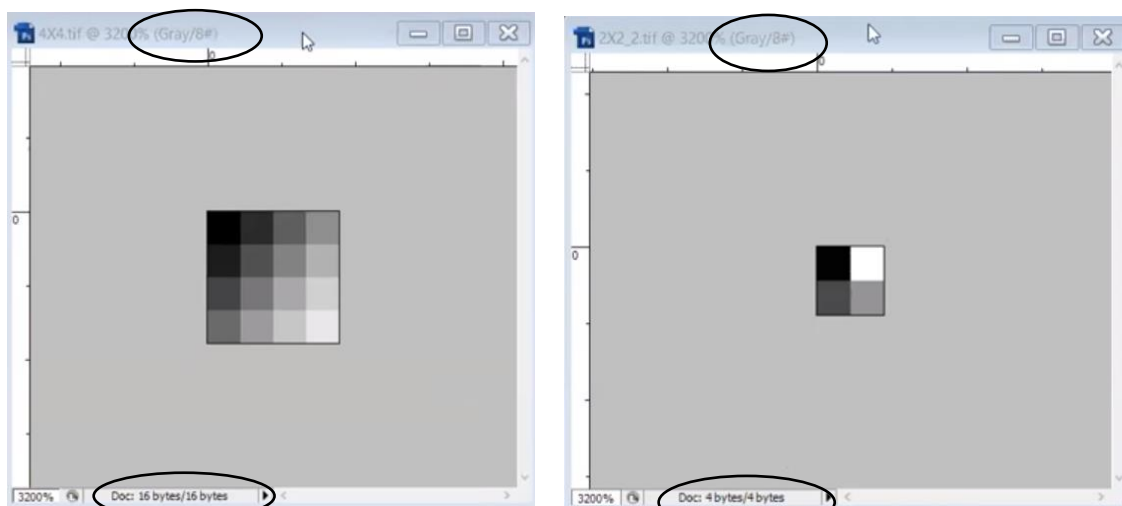 4X4.tif @ 3200% (Gray/8#)
0
0
3200%
Doc: 16 bytes/16 bytes
2X2_2.tif @ 3200% (Gray/8#)
0
0
3200%
Doc: 4 bytes/4 bytes